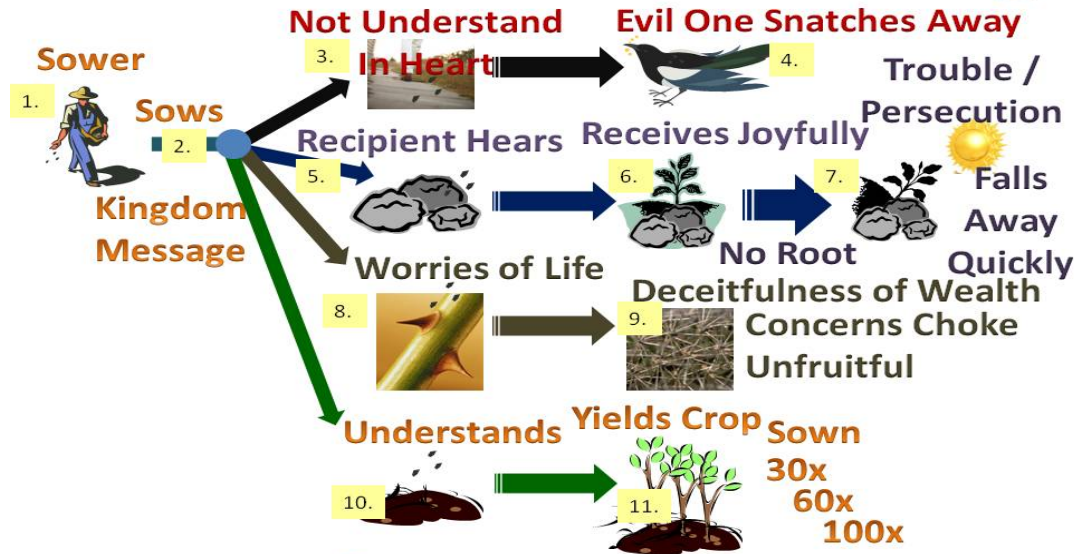 Sower
1.
Sows
2.
Kingdom
Message
Not Understand
3.
In Heart
Evil One Snatches Away
4.
Recipient Hears
5.
Receives Joyfully
6.
No Root
Trouble /
Persecution
7.
Falls
Away
Quickly
Worries of Life
8.
Deceitfulness of Wealth
9.
Concerns Choke
Unfruitful
Understands
10.
Yields Crop
11.
Sown
30x
60x
100x